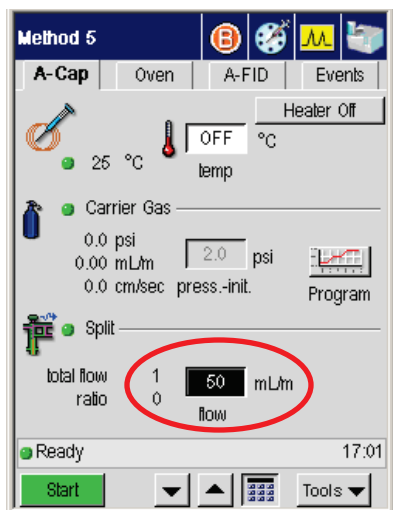 Method 5 B
A-Cap Oven A-FID Events
Heater Off
OFF °C
25 °C temp
Carrier Gas
0.0 psi
2.0 psi
0.00 mL/m
0.0 cm/sec press.-init. Program
Split
total flow 1 50 mL/m
ratio 0 flow
Ready 17:01
Start Tools